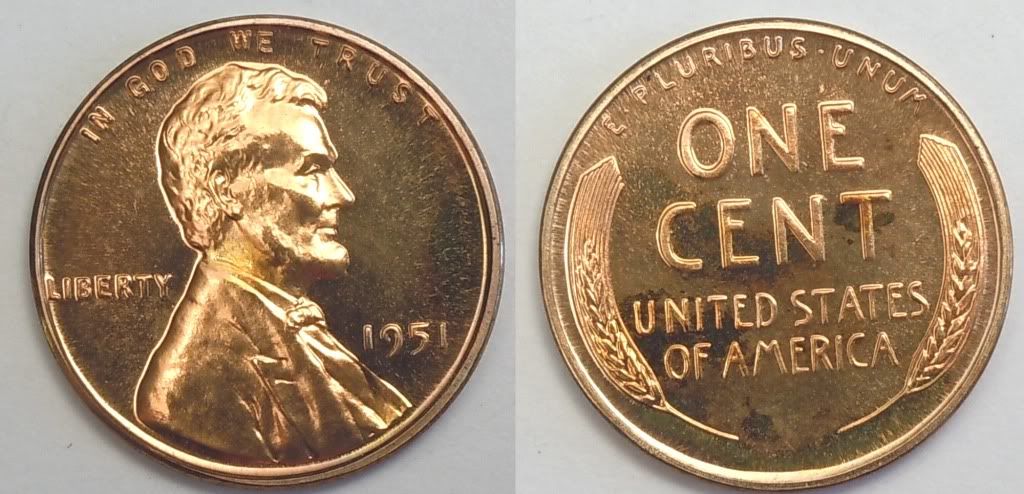 IN GOD WE TRUST
LIBERTY
1951
E PLURIBUS·UNUM
ONE
CENT
UNITED STATES
OF AMERICA